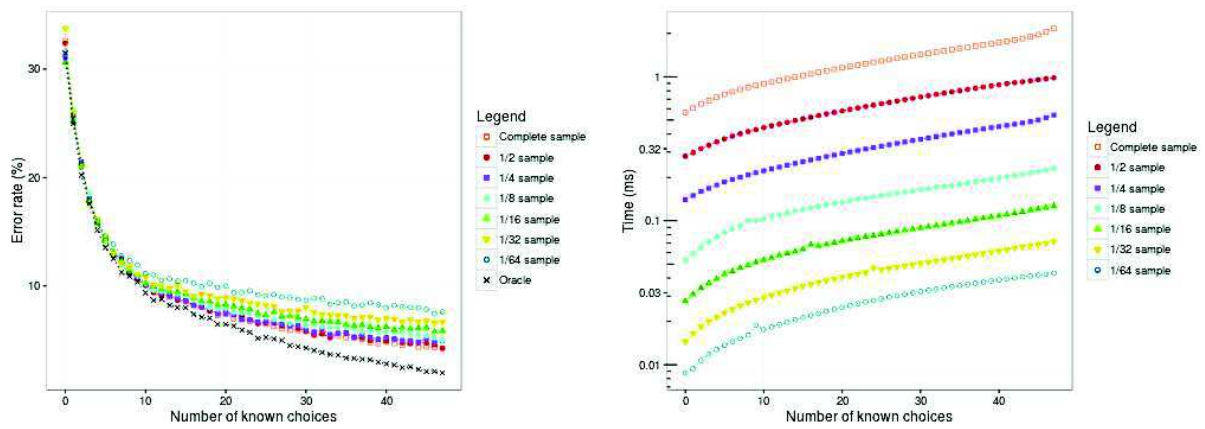 30
20
10
Error rate (%)
0
10
20
30
40
Number of known choices
Legend
Complete sample
1/2 sample
1/4 sample
1/8 sample
1/16 sample
1/32 sample
1/64 sample
Oracle
1
0.32
0.1
0.03
0.01
Time (ms)
0
10
20
30
40
Number of known choices
Legend
Complete sample
1/2 sample
1/4 sample
1/8 sample
1/16 sample
1/32 sample
1/64 sample